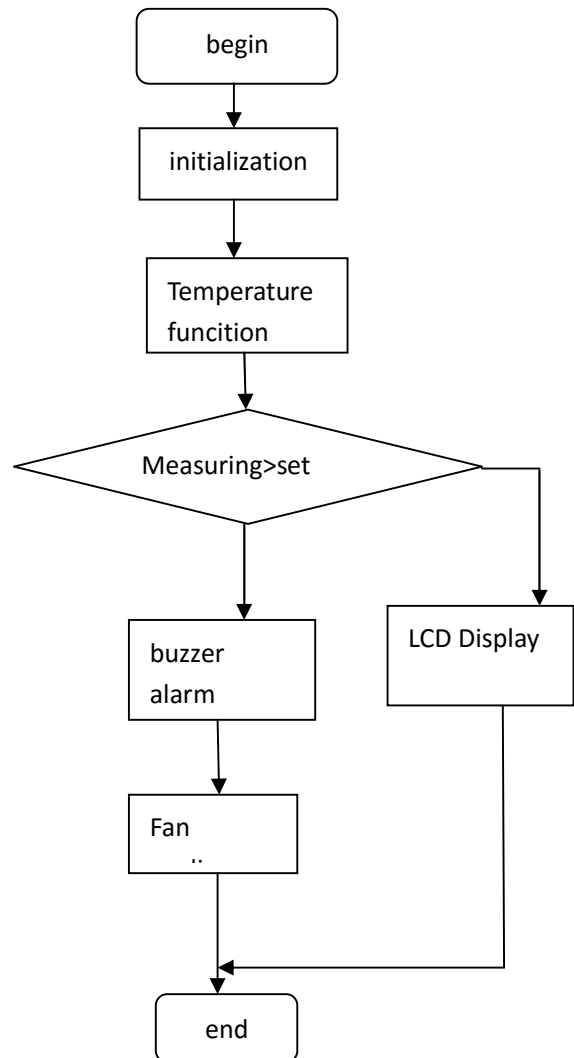 begin
initialization
Temperature
funcition
Measuring>set
buzzer
alarm
LCD Display
Fan
end